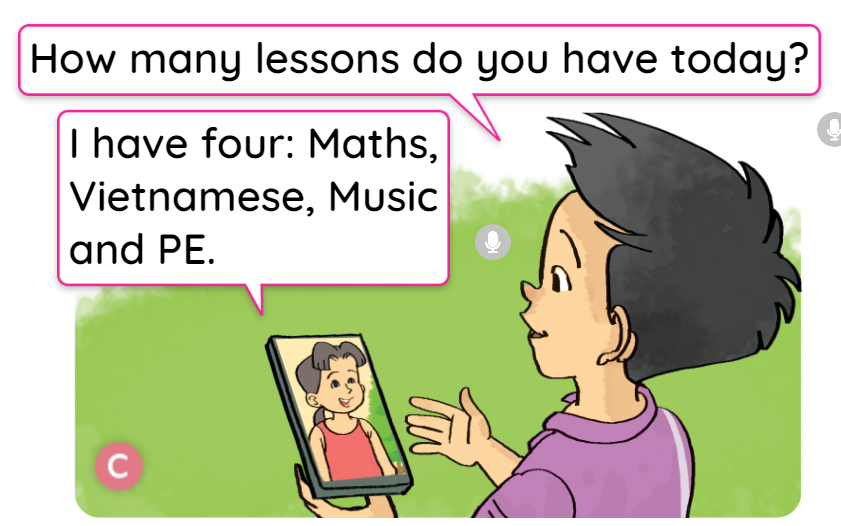 How many lessons do you have today?
I have four: Maths,
Vietnamese, Music
and PE.
C